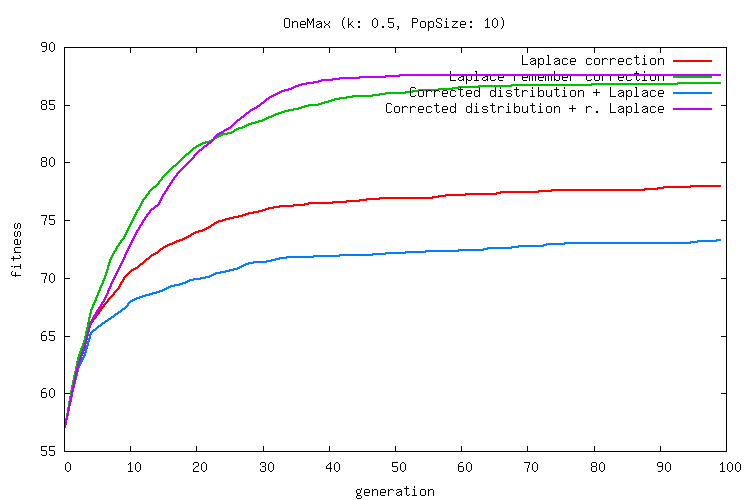 OneMax (k: 0.5, PopSize: 10)
90
85
80
75
70
65
60
55
fitness
Laplace correction
Laplace remember correction
Corrected distribution + Laplace
Corrected distribution + r. Laplace
0 10 20 30 40 50 60 70 80 90 100
generation